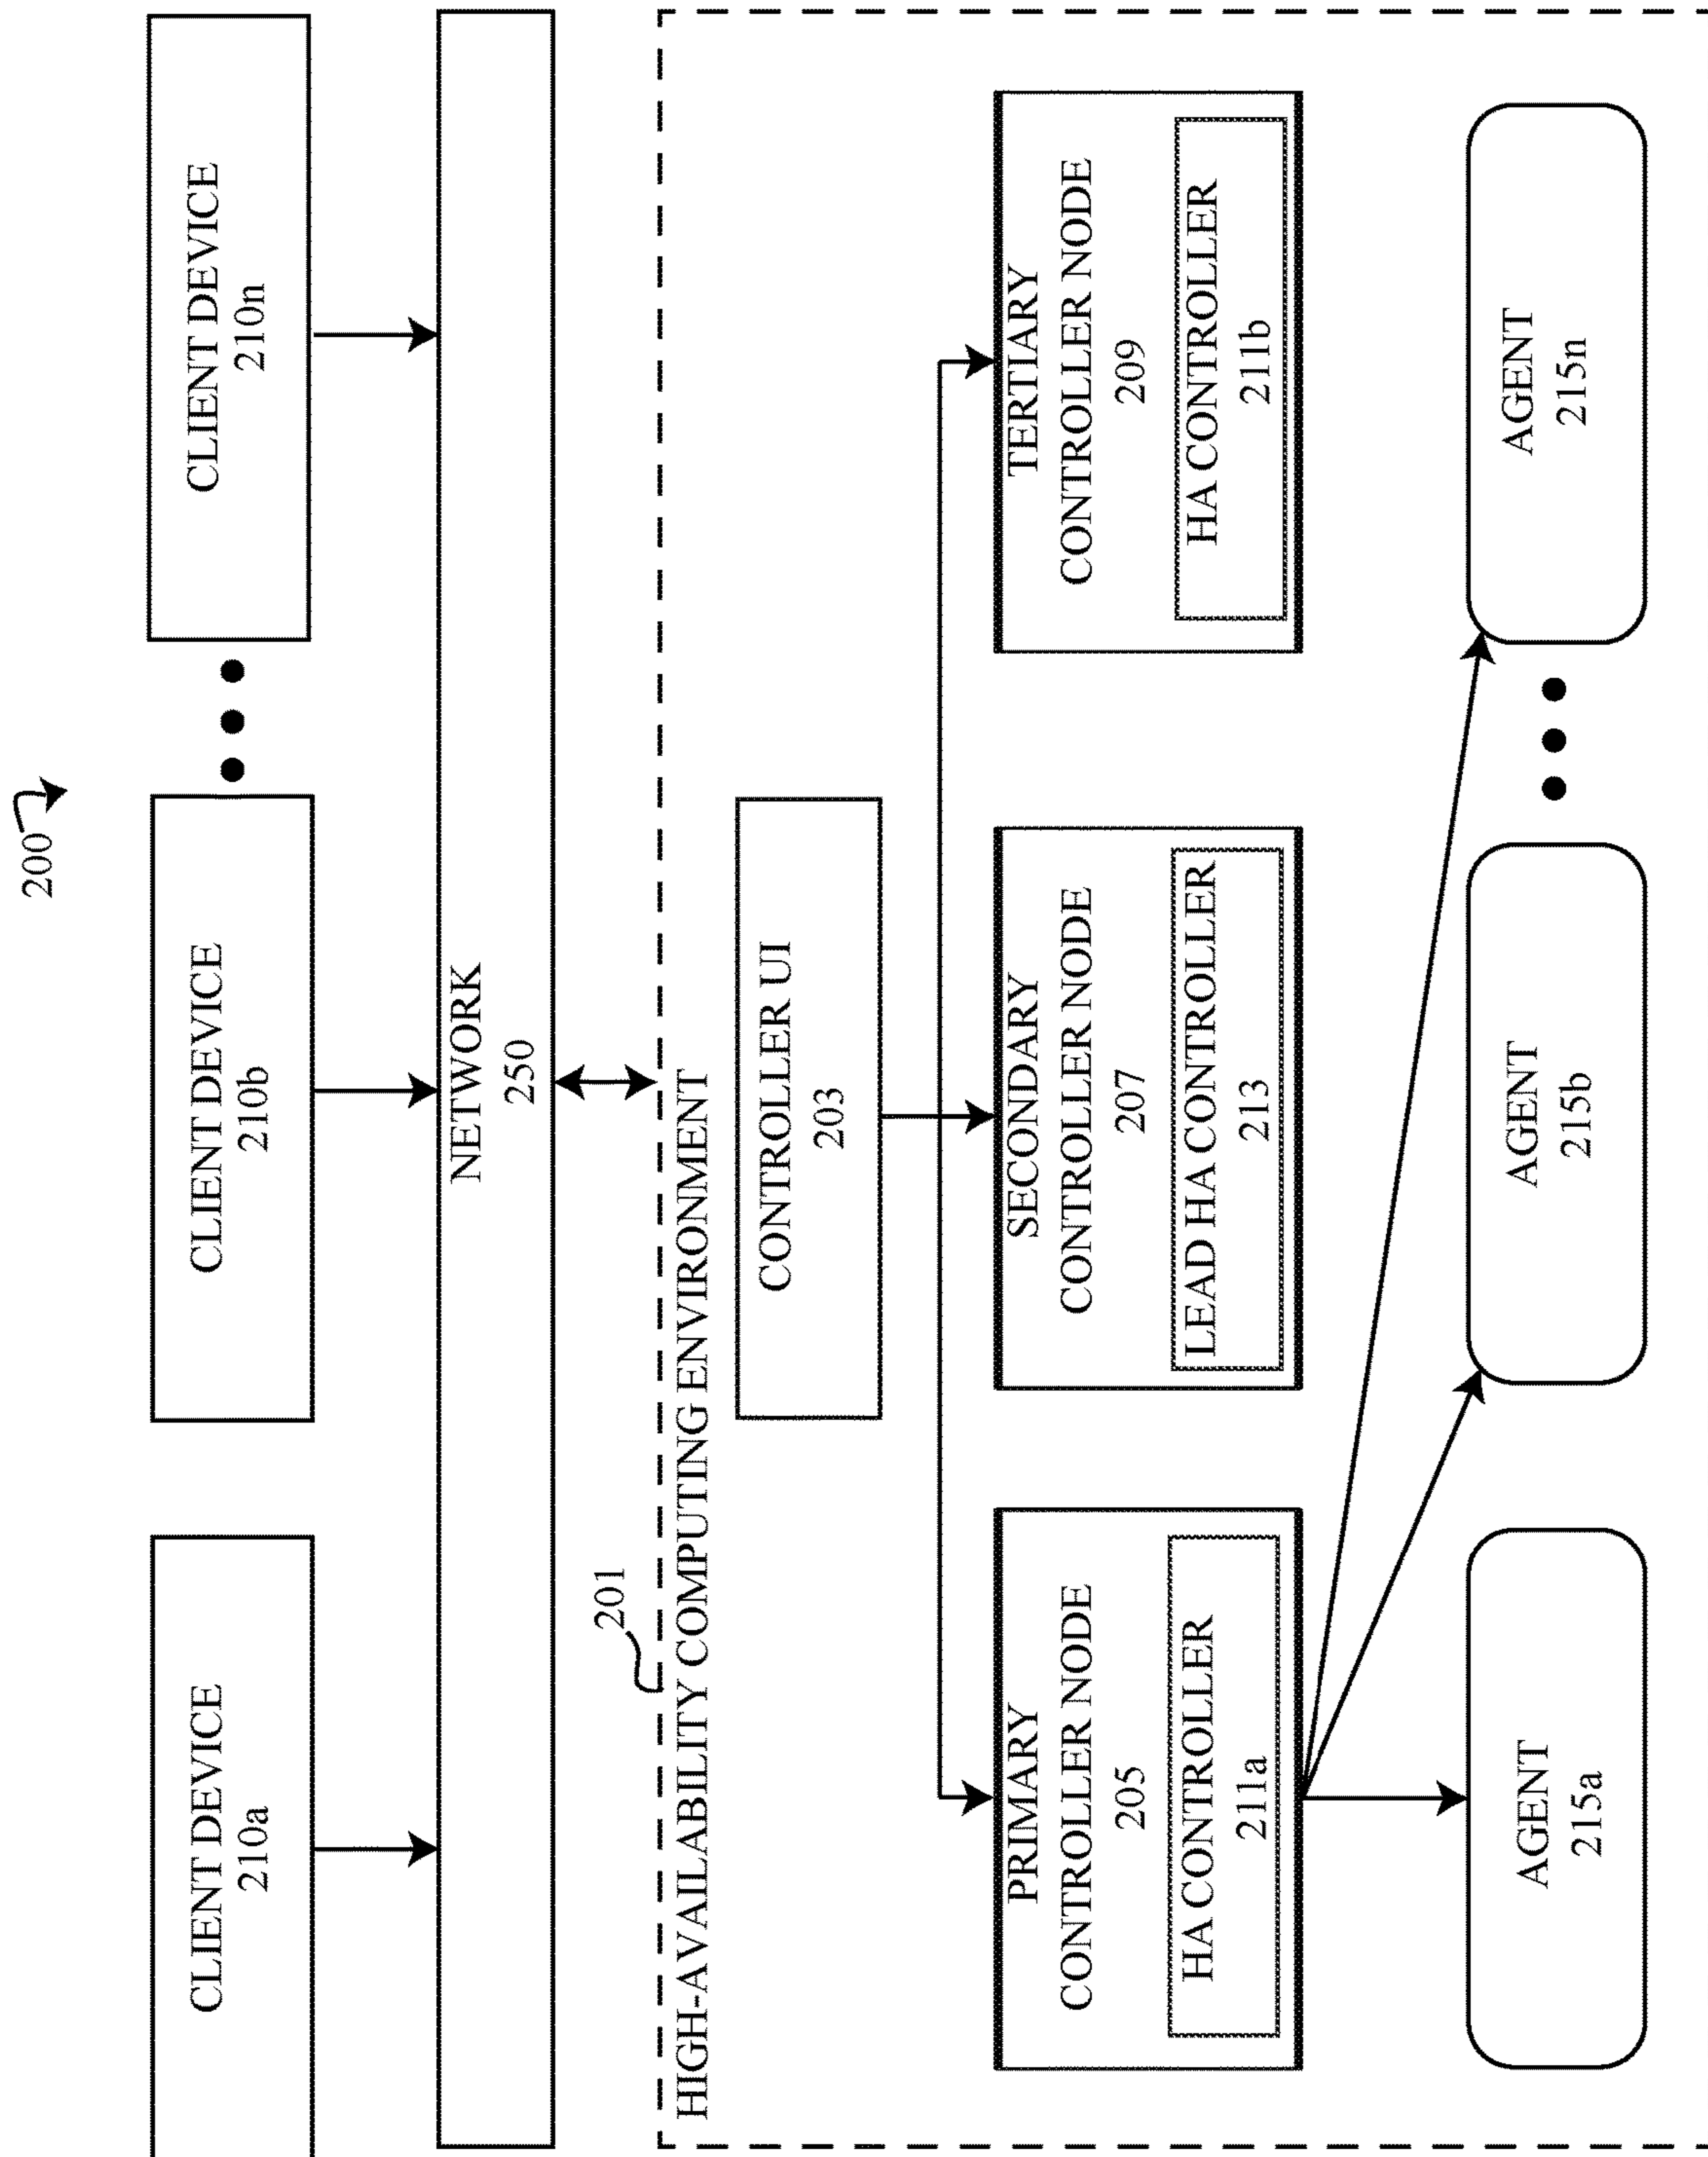 200
CLIENT DEVICE
210a
CLIENT DEVICE
210b
CLIENT DEVICE
210n
NETWORK
250
201
HIGH-AVAILABILITY COMPUTING ENVIRONMENT
CONTROLLER UI
203
PRIMARY
CONTROLLER NODE
205
HA CONTROLLER
211a
SECONDARY
CONTROLLER NODE
207
LEAD HA CONTROLLER
213
TERTIARY
CONTROLLER NODE
209
HA CONTROLLER
211b
AGENT
215a
AGENT
215b
AGENT
215n